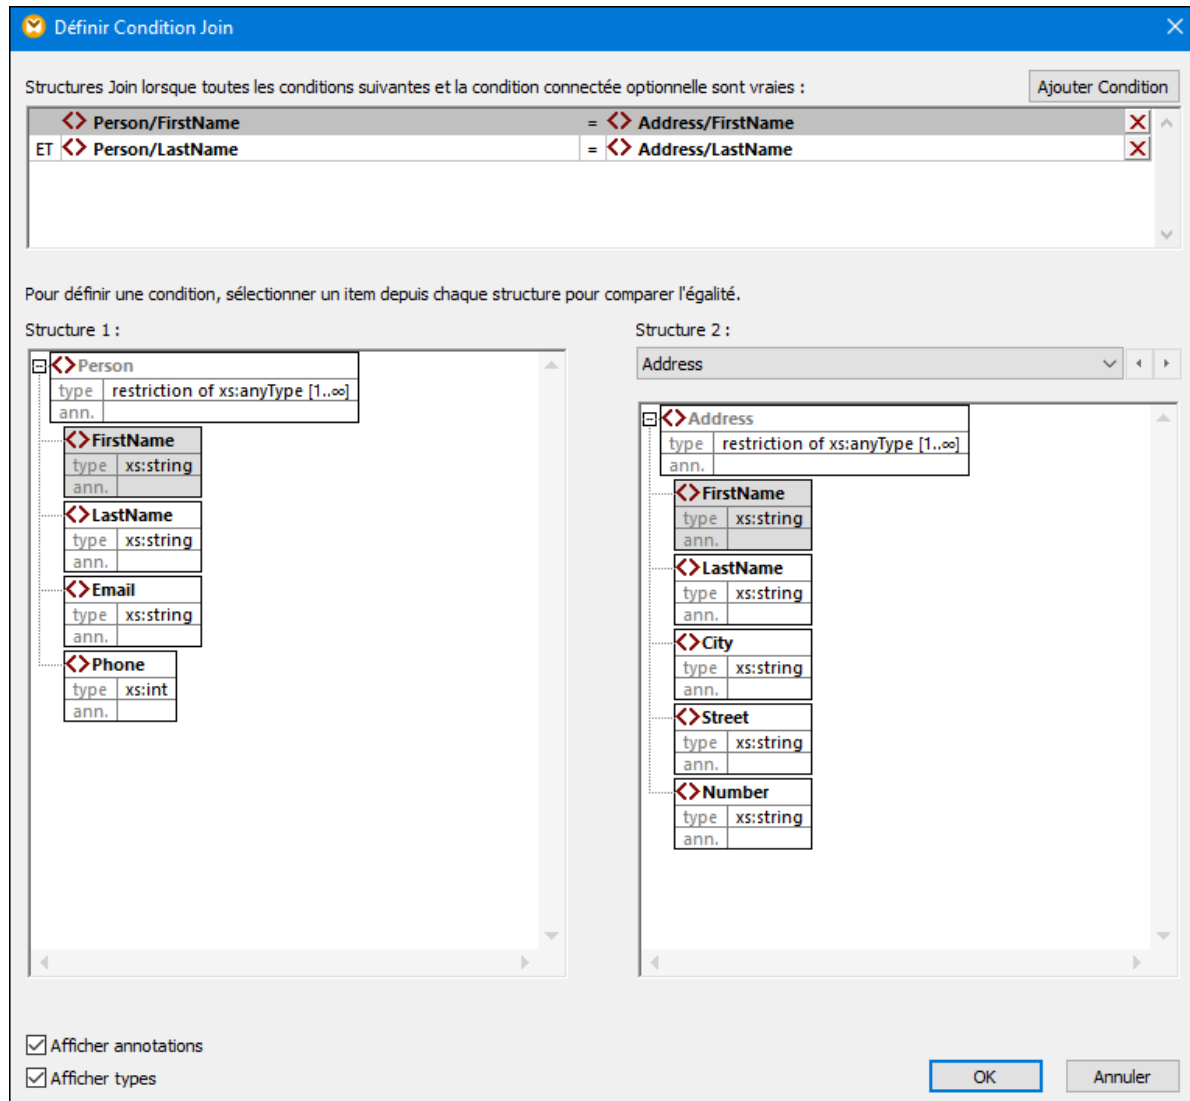 Définir Condition Join
Structures Join lorsque toutes les conditions suivantes et la condition connectée optionnelle sont vraies :
Ajouter Condition
Person/FirstName = Address/FirstName
ET Person/LastName = Address/LastName
Pour définir une condition, sélectionner un item depuis chaque structure pour comparer l'égalité.
Structure 1 :
Person
type restriction of xs:anyType [1..∞]
ann.
FirstName
type xs:string
ann.
LastName
type xs:string
ann.
Email
type xs:string
ann.
Phone
type xs:int
ann.
Structure 2 :
Address
Address
type restriction of xs:anyType [1..∞]
ann.
FirstName
type xs:string
ann.
LastName
type xs:string
ann.
City
type xs:string
ann.
Street
type xs:string
ann.
Number
type xs:string
ann.
Afficher annotations
Afficher types
OK
Annuler